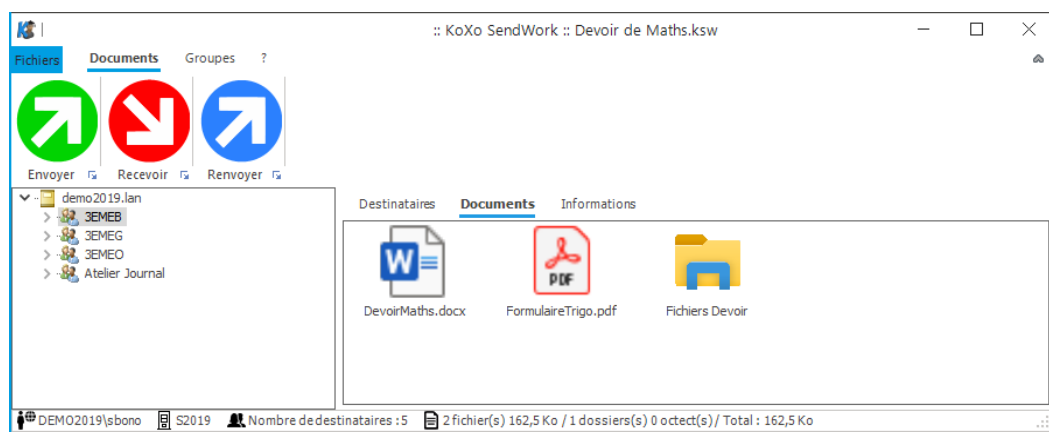 :: KoXo SendWork :: Devoir de Maths.ksw
Fichiers Documents Groupes ?
Envoyer Recevoir Renvoyer
demo2019.lan
3EMEB
3EMEG
3EMEO
Atelier Journal
Destinataires Documents Informations
W PDF
DevoirMaths.docx FormulaireTrigo.pdf Fichiers Devoir
DEMO2019\sbono S2019 Nombre de destinataires : 5 2 fichier(s) 162,5 Ko / 1 dossiers(s) 0 octect(s) / Total : 162,5 Ko